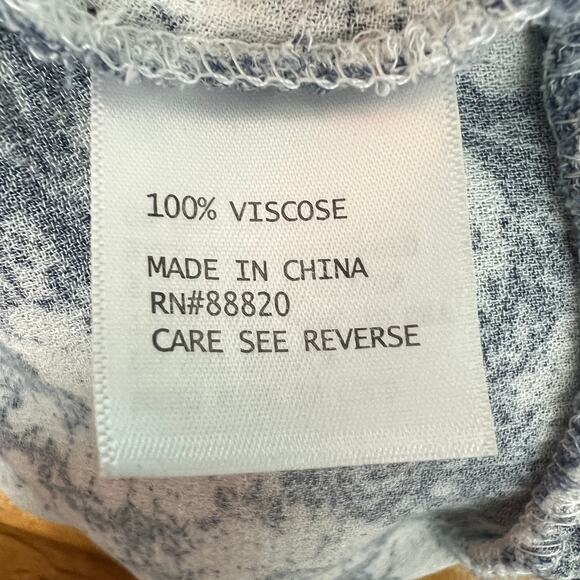 100% VISCOSE
MADE IN CHINA
RN#88820
CARE SEE REVERSE